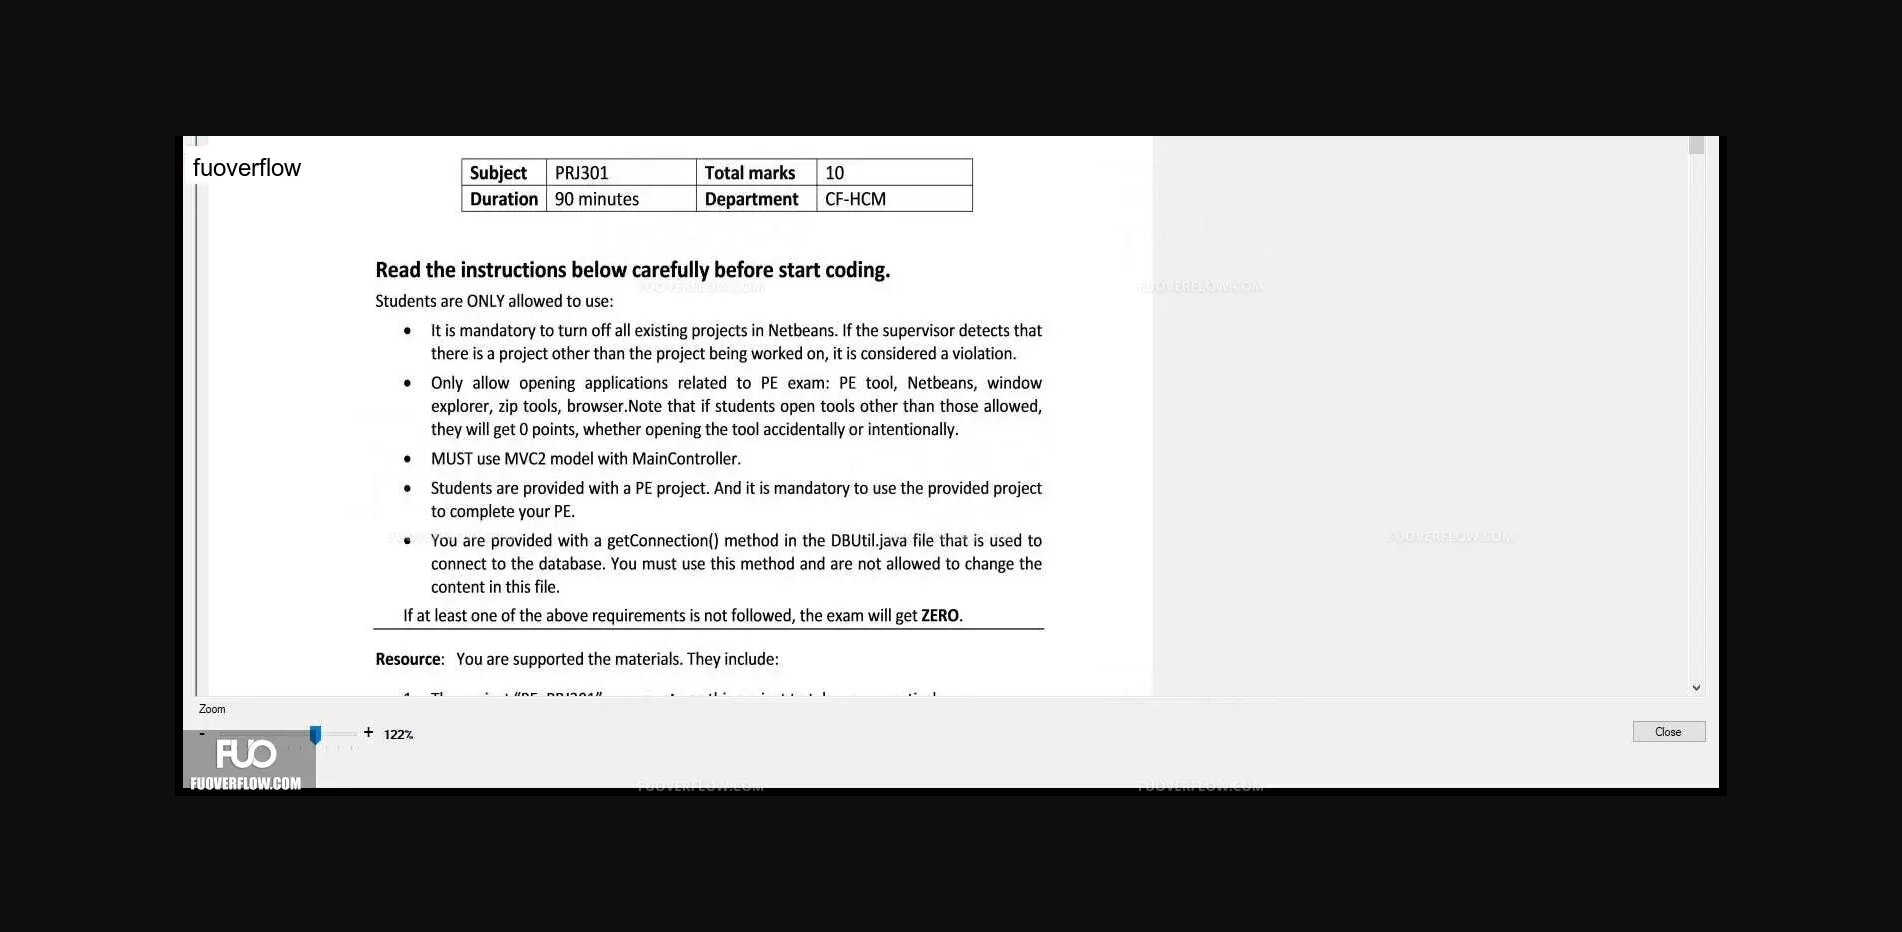 fuoverflow
Subject PRJ301 Total marks 10
Duration 90 minutes Department CF-HCM
Read the instructions below carefully before start coding.
FUOVERFLOW.COM FUOVERFLOW.COM
Students are ONLY allowed to use:
• It is mandatory to turn off all existing projects in Netbeans. If the supervisor detects that
there is a project other than the project being worked on, it is considered a violation.
• Only allow opening applications related to PE exam: PE tool, Netbeans, window
explorer, zip tools, browser.Note that if students open tools other than those allowed,
they will get 0 points, whether opening the tool accidentally or intentionally.
• MUST use MVC2 model with MainController.
• Students are provided with a PE project. And it is mandatory to use the provided project
to complete your PE.
• You are provided with a getConnection() method in the DBUtil.java file that is used to
FUOVERFLOW.COM
connect to the database. You must use this method and are not allowed to change the
content in this file.
If at least one of the above requirements is not followed, the exam will get ZERO.
Resource: You are supported the materials. They include:
Zoom
- + 122%
Close
FUO
FUOVERFLOW.COM
FUOVERFLOW.COM FUOVERFLOW.COM